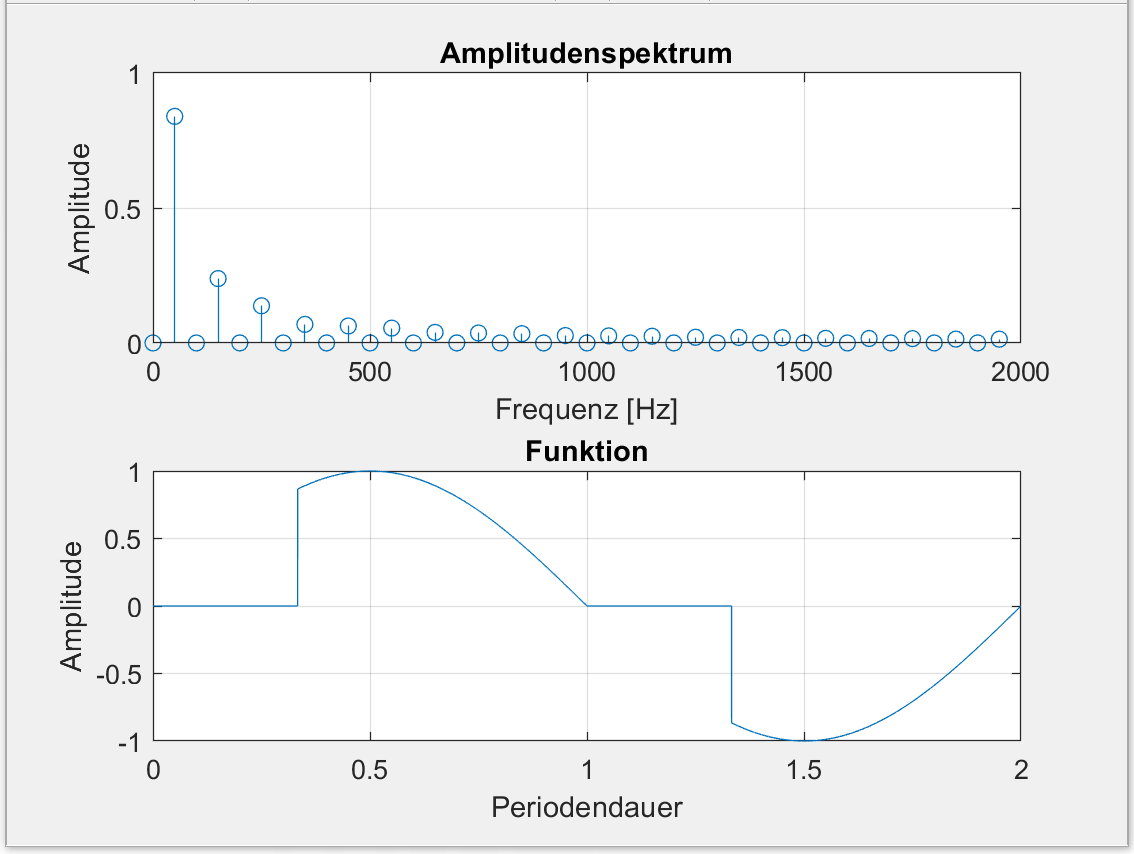 Amplitudenspektrum
1
0.5
0
Amplitude
0 500 1000 1500 2000
Frequenz [Hz]
Funktion
1
0.5
0
-0.5
-1
Amplitude
0 0.5 1 1.5 2
Periodendauer